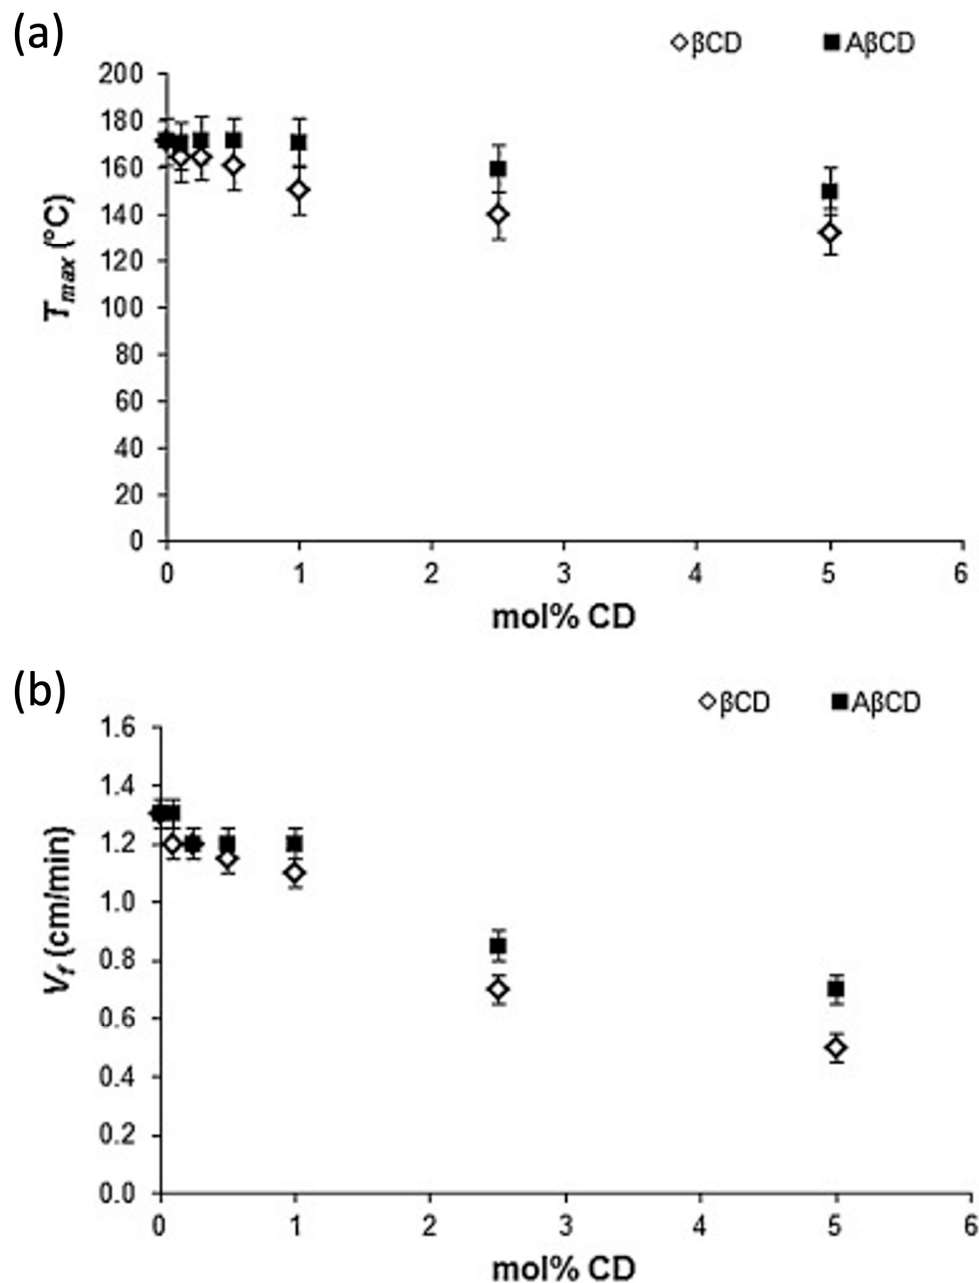 (a)
◇βCD ■AβCD
200
180
160
140
120
100
80
60
40
20
0
0 1 2 3 4 5 6
Tmax (°C)
mol% CD
(b)
◇βCD ■AβCD
1.6
1.4
1.2
1.0
0.8
0.6
0.4
0.2
0.0
0 1 2 3 4 5 6
Vf (cm/min)
mol% CD